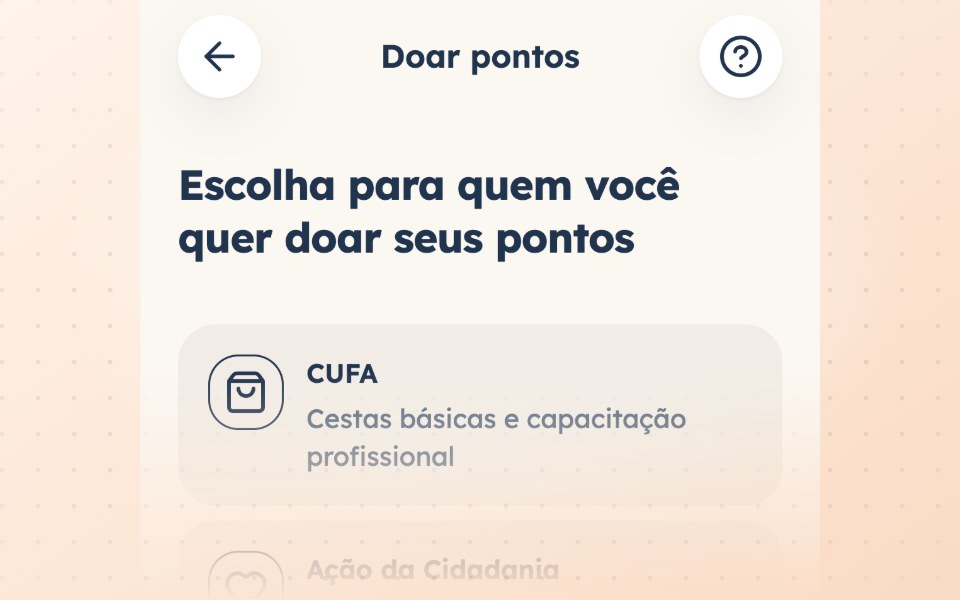 Doar pontos
Escolha para quem você
quer doar seus pontos
CUFA
Cestas básicas e capacitação
profissional
Ação da Cidadania